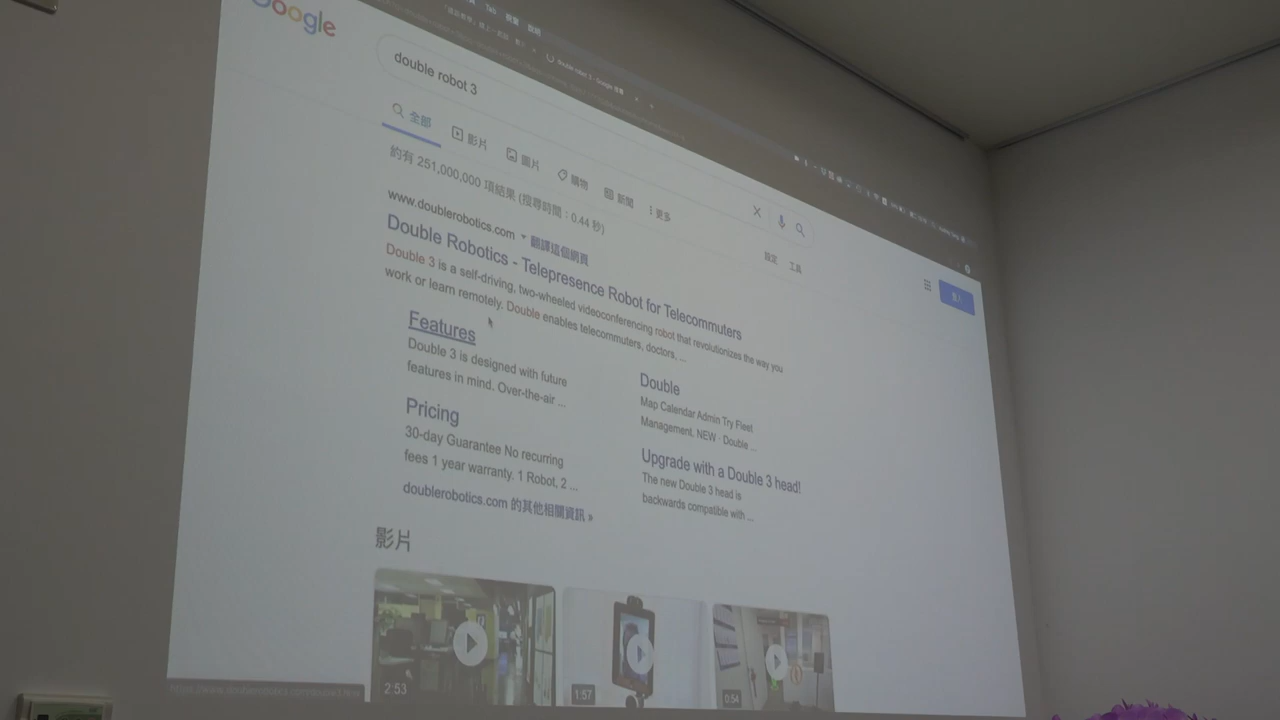 Google
double robot 3
全部 影片 圖片 購物 新聞 更多
設定 工具
約有 251,000,000 項結果 (搜尋時間：0.44 秒)
www.doublerobotics.com 翻譯這個網頁
Double Robotics - Telepresence Robot for Telecommuters
Double 3 is a self-driving, two-wheeled videoconferencing robot that revolutionizes the way you
work or learn remotely. Double enables telecommuters, doctors, ...
Features
Double 3 is designed with future
features in mind. Over-the-air ...
Double
Map Calendar Admin Try Fleet
Management. NEW · Double ...
Pricing
30-day Guarantee No recurring
fees 1 year warranty. 1 Robot, 2 ...
Upgrade with a Double 3 head!
The new Double 3 head is
backwards compatible with ...
doublerobotics.com 的其他相關資訊 »
影片
2:53
1:57
0:54